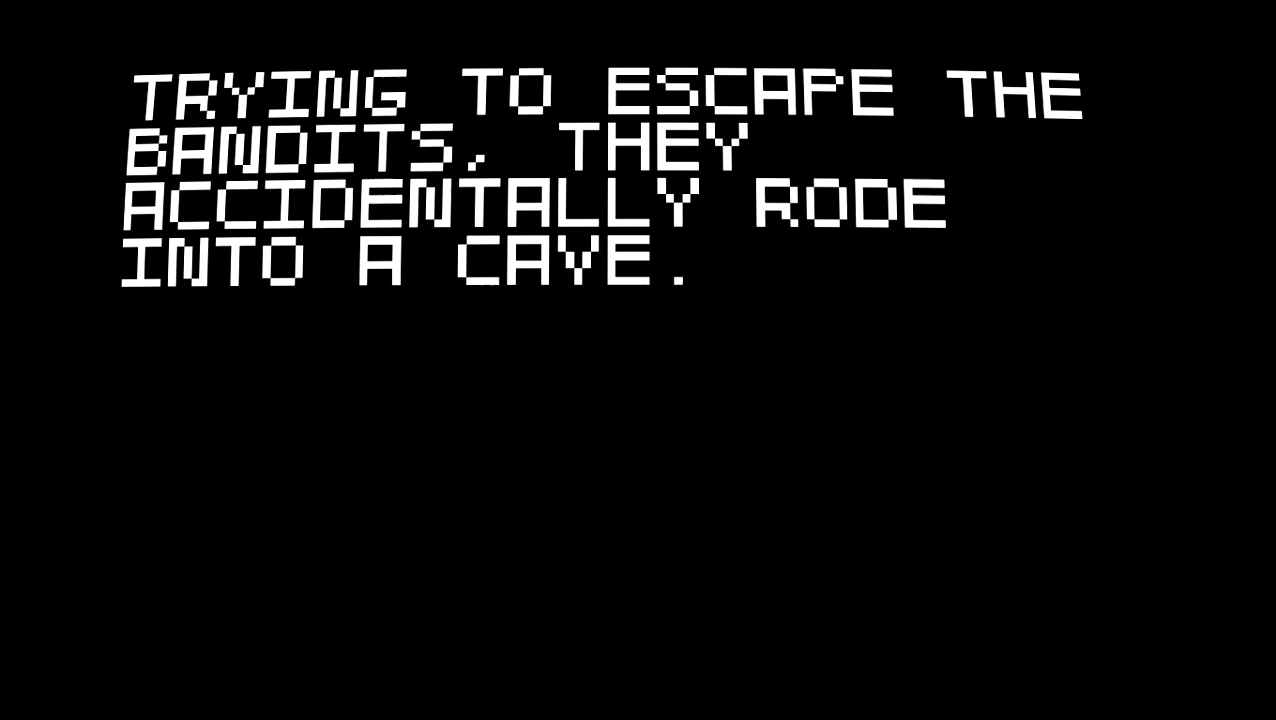 TRYING TO ESCAPE THE
BANDITS, THEY
ACCIDENTALLY RODE
INTO A CAVE.